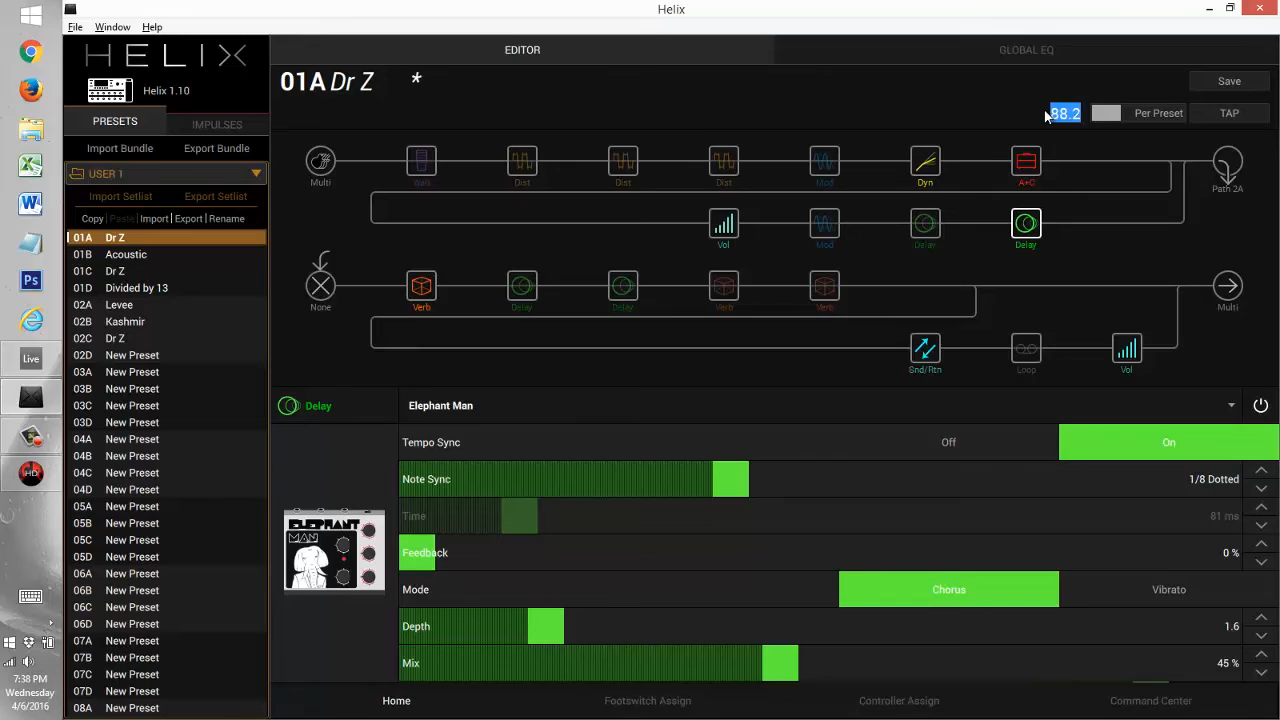 Helix
File Window Help
HELIX
Helix 1.10
PRESETS IMPULSES
Import Bundle Export Bundle
USER 1
Import Setlist Export Setlist
Copy Paste Import Export Rename
01A Dr Z
01B Acoustic
01C Dr Z
01D Divided by 13
02A Levee
02B Kashmir
02C Dr Z
02D New Preset
03A New Preset
03B New Preset
03C New Preset
03D New Preset
04A New Preset
04B New Preset
04C New Preset
04D New Preset
05A New Preset
05B New Preset
05C New Preset
05D New Preset
06A New Preset
06B New Preset
06C New Preset
06D New Preset
07A New Preset
07B New Preset
07C New Preset
07D New Preset
08A New Preset
EDITOR GLOBAL EQ
01A Dr Z *
Save
88.2 Per Preset TAP
Multi Wah Dist Dist Dist Mod Dyn A+C Path 2A
Vol Mod Delay Delay
None Verb Delay Delay Verb Verb Multi
Snd/Rtn Loop Vol
Delay Elephant Man
Tempo Sync Off On
Note Sync 1/8 Dotted
Time 81 ms
Feedback 0 %
Mode Chorus Vibrato
Depth 1.6
Mix 45 %
ELEPHANT
MAN
Home Footswitch Assign Controller Assign Command Center
Live
HD
7:38 PM
Wednesday
4/6/2016